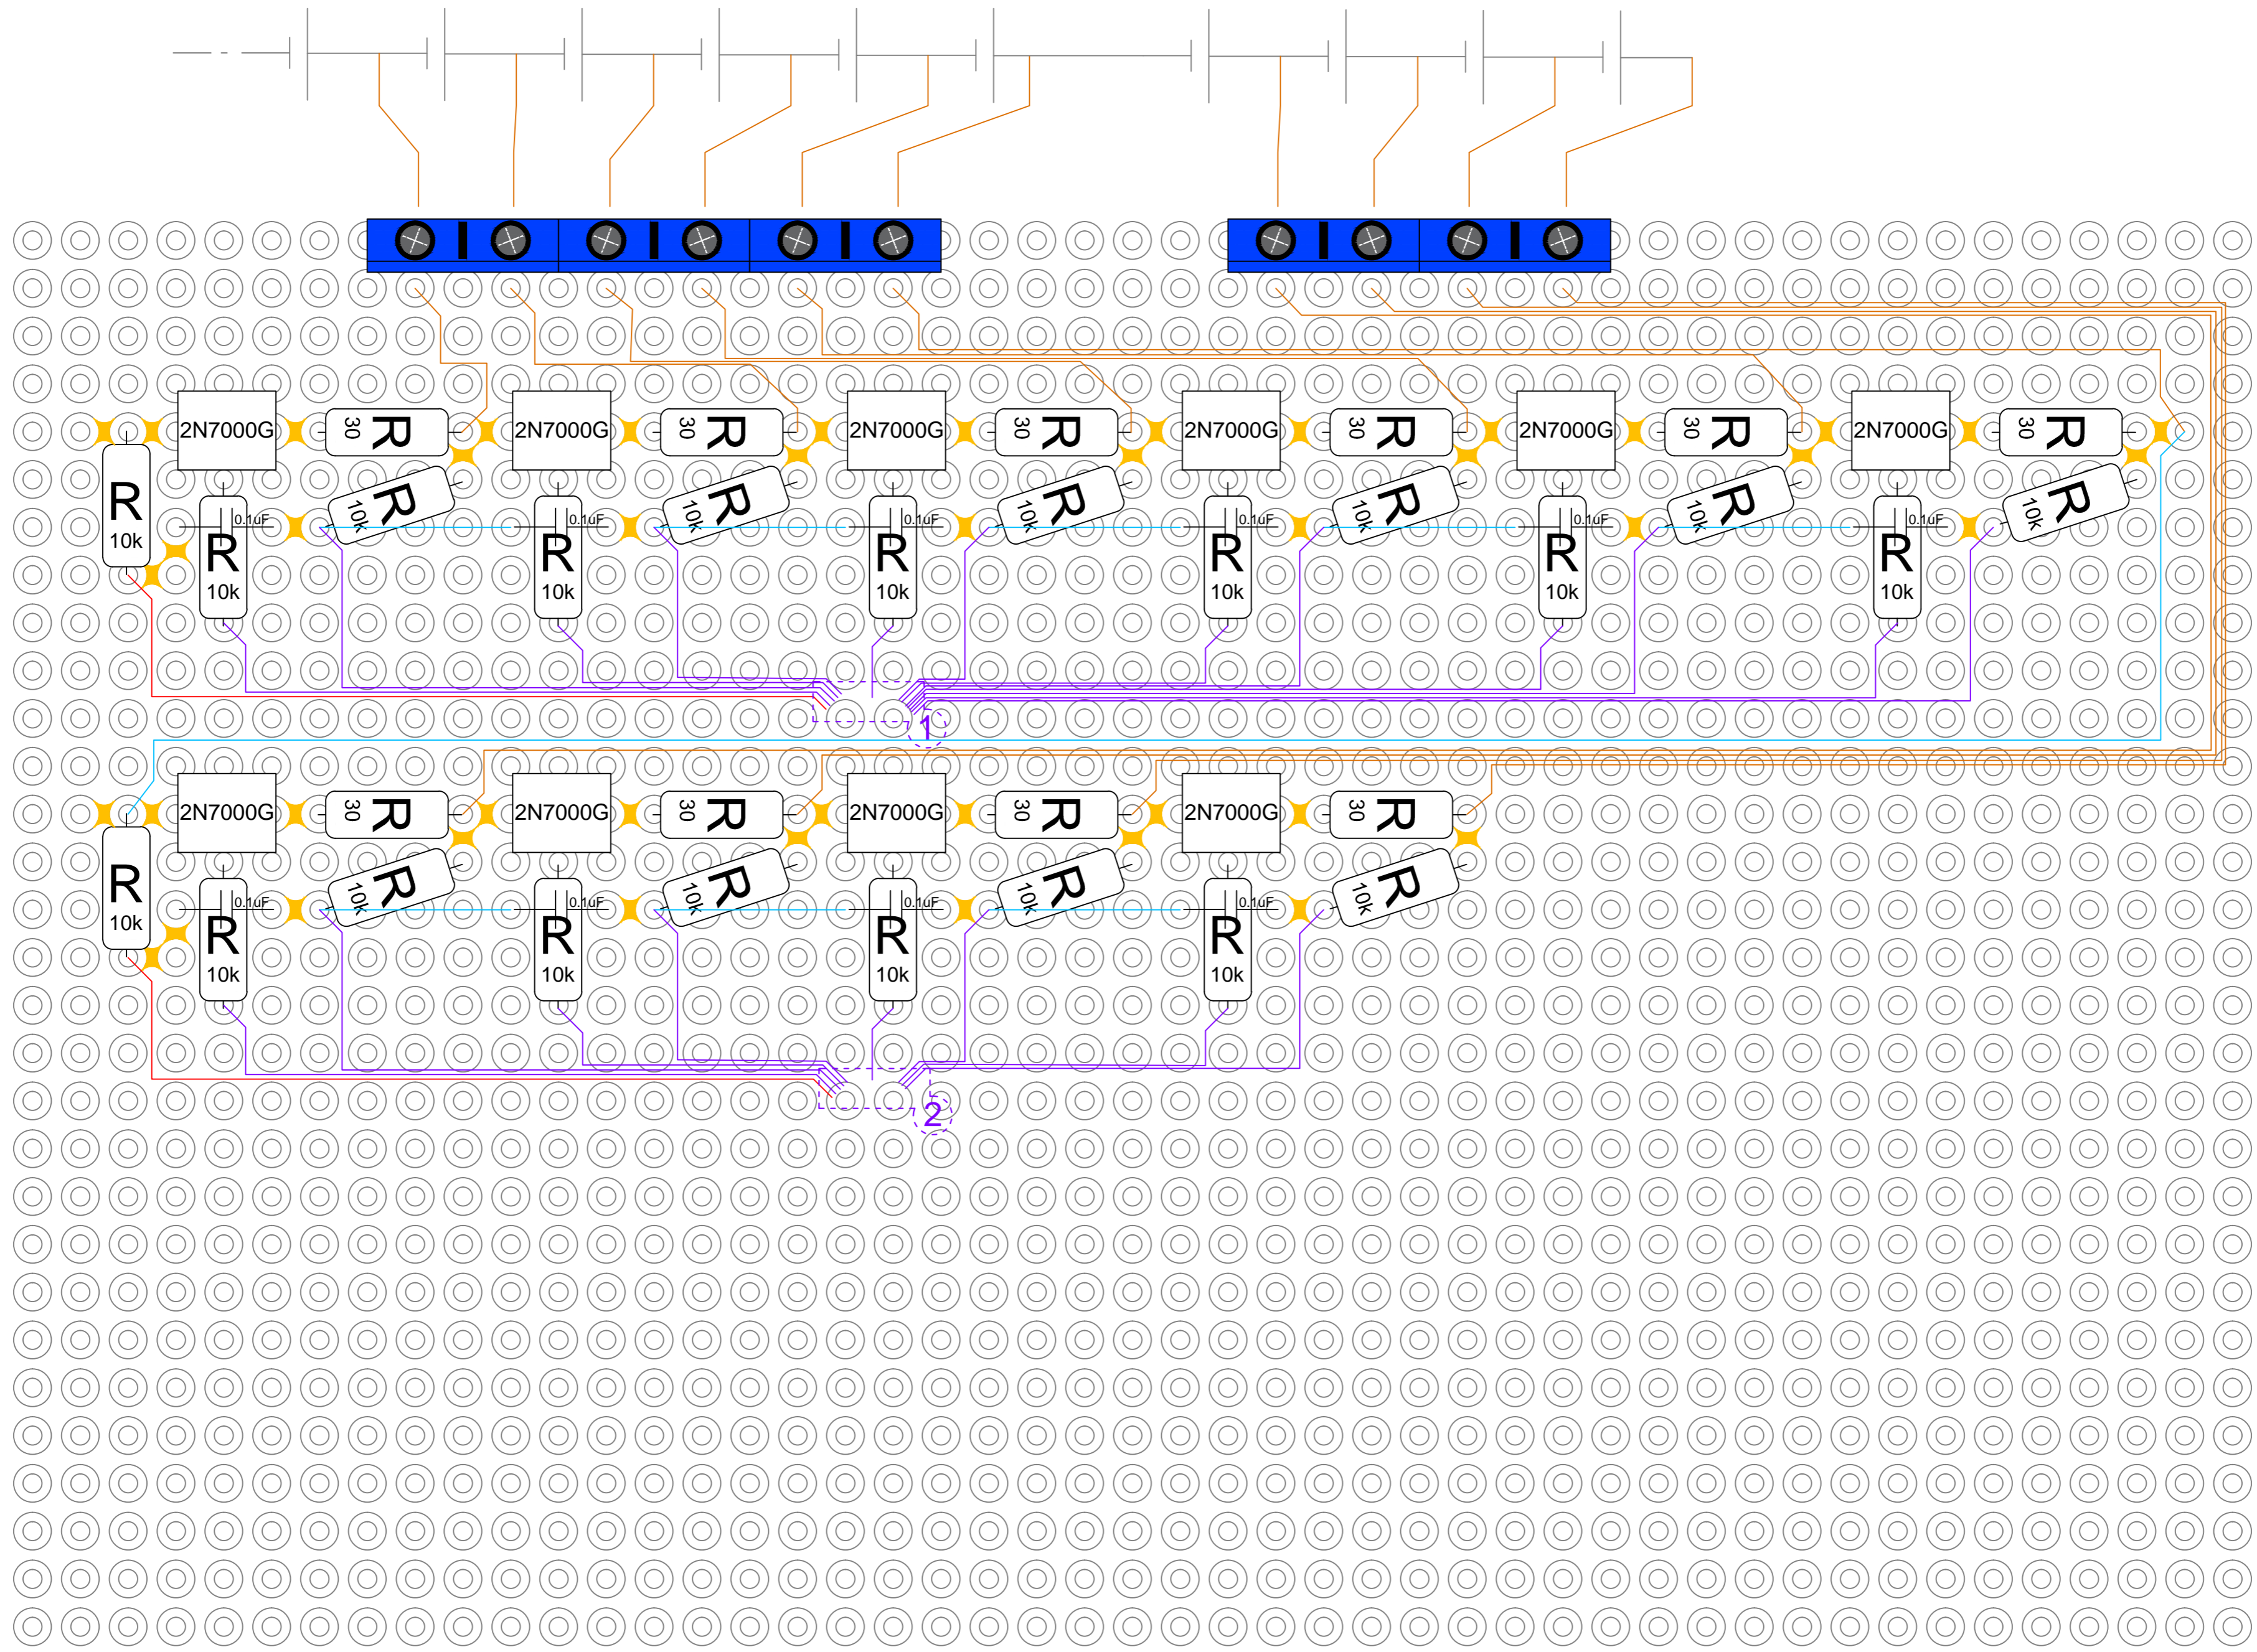 2N7000G 30 R 2N7000G 30 R 2N7000G 30 R 2N7000G 30 R 2N7000G 30 R 2N7000G 30 R
R 10k R 10k R 10k R 10k R 10k R 10k R
10k 0.1uF 0.1uF 0.1uF 0.1uF 0.1uF 0.1uF
R R R R R R
10k 10k 10k 10k 10k 10k
1
2N7000G 30 R 2N7000G 30 R 2N7000G 30 R 2N7000G 30 R
R 10k R 10k R 10k R 10k R
10k 0.1uF 0.1uF 0.1uF 0.1uF
R R R R
10k 10k 10k 10k
2